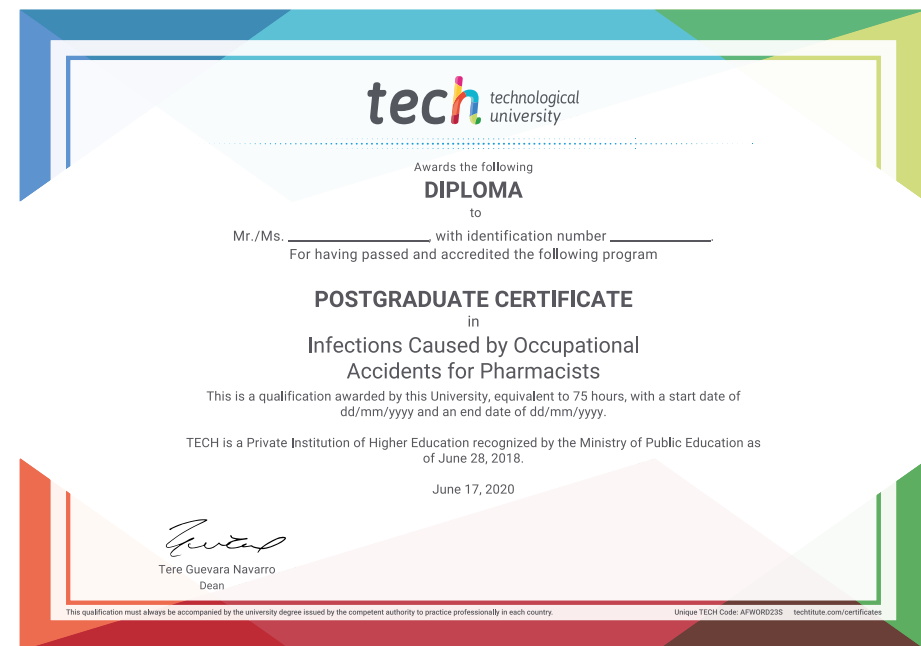 tech technological
university
Awards the following
DIPLOMA
to
Mr./Ms. ____________, with identification number ____________.
For having passed and accredited the following program
POSTGRADUATE CERTIFICATE
in
Infections Caused by Occupational
Accidents for Pharmacists
This is a qualification awarded by this University, equivalent to 75 hours, with a start date of
dd/mm/yyyy and an end date of dd/mm/yyyy.
TECH is a Private Institution of Higher Education recognized by the Ministry of Public Education as
of June 28, 2018.
June 17, 2020
Tere Guevara Navarro
Dean
This qualification must always be accompanied by the university degree issued by the competent authority to practice professionally in each country.
Unique TECH Code: AFWORD23S techtitute.com/certificates